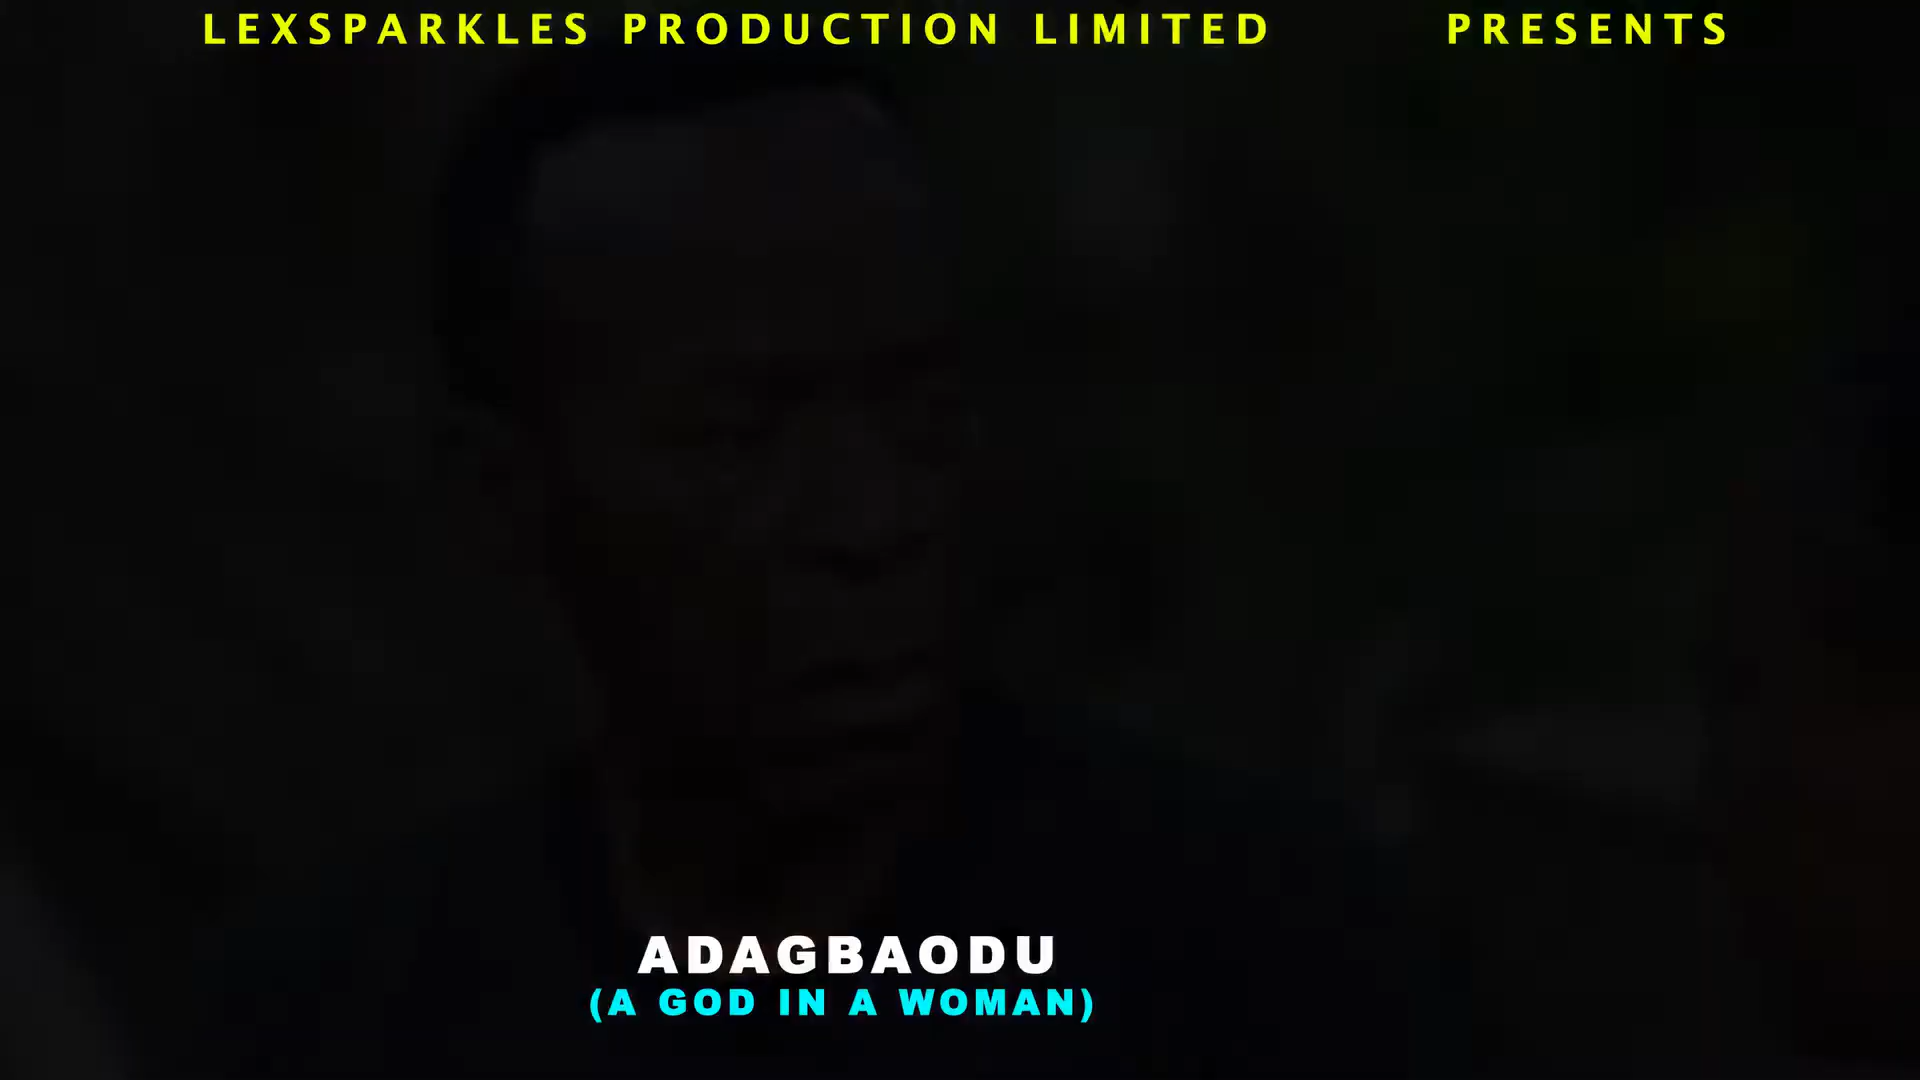 LEXSPARKLES PRODUCTION LIMITED PRESENTS
ADAGBAODU
(A GOD IN A WOMAN)